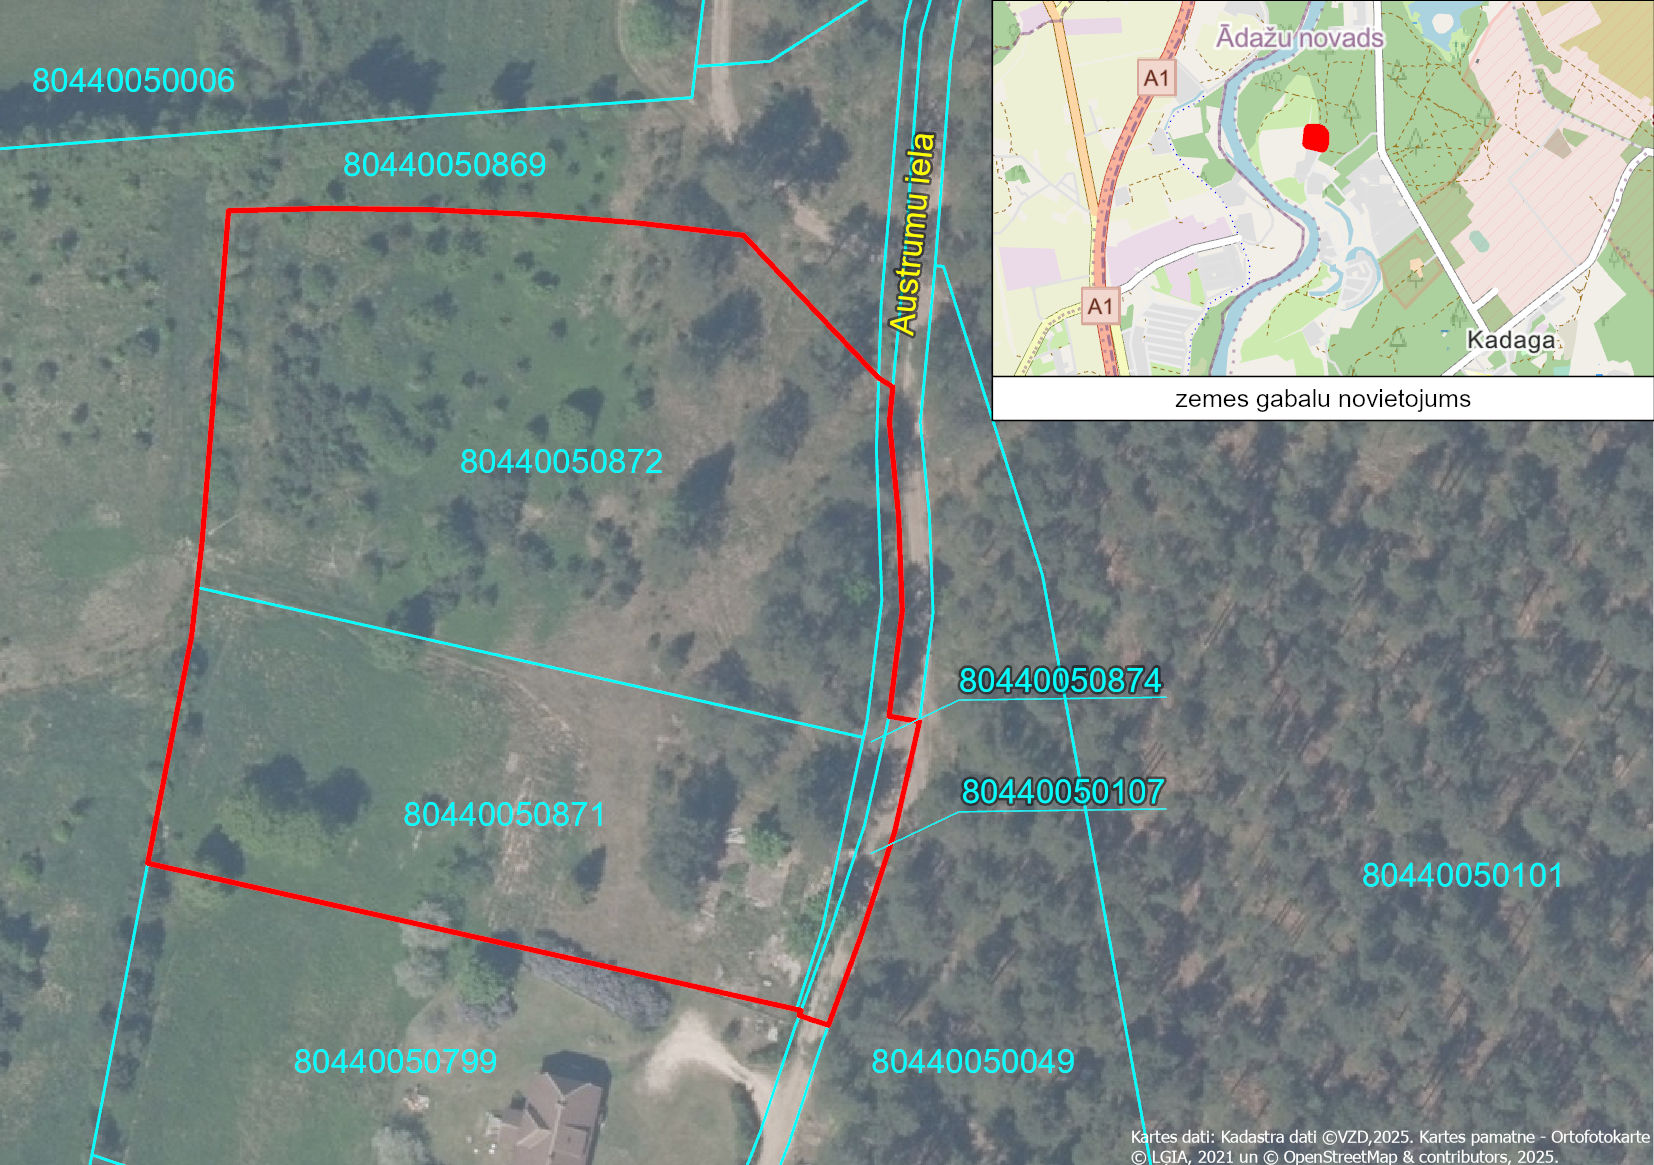 80440050006
80440050869
Austrumu iela
80440050872
80440050874
80440050871
80440050107
80440050101
80440050799
80440050049
Ādažu novads
A1
A1
Kadaga
zemes gabalu novietojums
Kartes dati: Kadastra dati ©VZD,2025. Kartes pamatne - Ortofotokarte
© LGIA, 2021 un © OpenStreetMap & contributors, 2025.